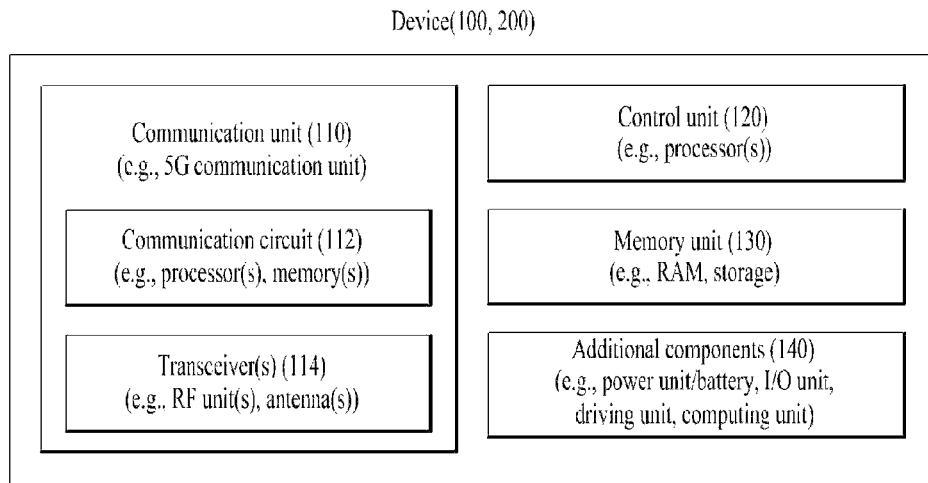 Device(100, 200)
Communication unit (110)
(e.g., 5G communication unit)
Communication circuit (112)
(e.g., processor(s), memory(s))
Transceiver(s) (114)
(e.g., RF unit(s), antenna(s))
Control unit (120)
(e.g., processor(s))
Memory unit (130)
(e.g., RAM, storage)
Additional components (140)
(e.g., power unit/battery, I/O unit,
driving unit, computing unit)